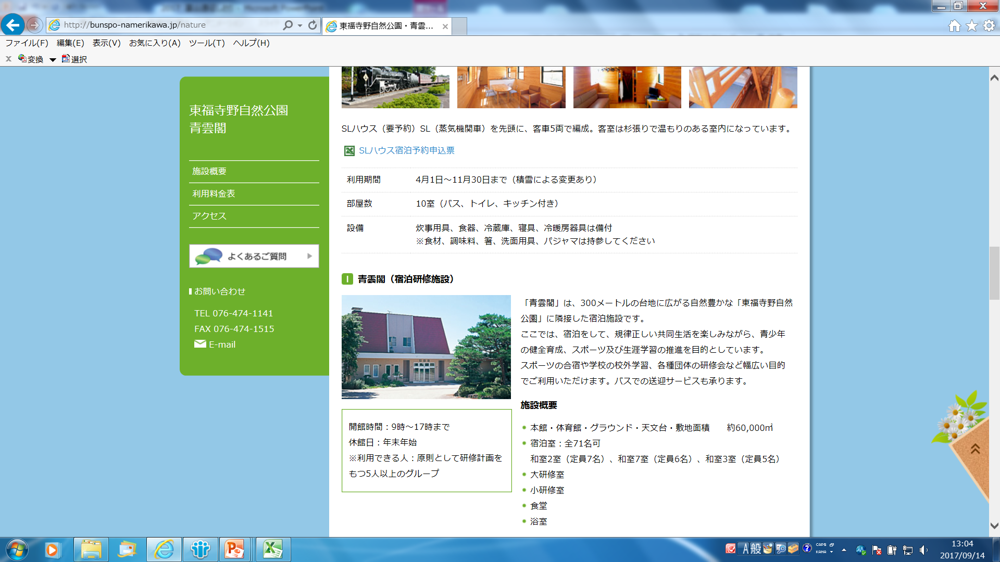 http://bunspo-namerikawa.jp/nature
東福寺野自然公園・青雲...
ファイル(F) 編集(E) 表示(V) お気に入り(A) ツール(T) ヘルプ(H)
変換 選択
東福寺野自然公園
青雲閣
施設概要
利用料金表
アクセス
よくあるご質問
お問い合わせ
TEL 076-474-1141
FAX 076-474-1515
E-mail
SLハウス（要予約）SL（蒸気機関車）を先頭に、客車5両で編成。客室は杉張りで温もりのある室内になっています。
SLハウス宿泊予約申込票
利用期間 4月1日～11月30日まで（積雪による変更あり）
部屋数 10室（バス、トイレ、キッチン付き）
設備 炊事用具、食器、冷蔵庫、寝具、冷暖房器具は備付
※食材、調味料、箸、洗面用具、パジャマは持参してください
青雲閣（宿泊研修施設）
「青雲閣」は、300メートルの台地に広がる自然豊かな「東福寺野自然
公園」に隣接した宿泊施設です。
ここでは、宿泊をして、規律正しい共同生活を楽しみながら、青少年
の健全育成、スポーツ及び生涯学習の推進を目的としています。
スポーツの合宿や学校の校外学習、各種団体の研修会など幅広い目的
でご利用いただけます。バスでの送迎サービスも承ります。
開館時間：9時～17時まで
休館日：年末年始
※利用できる人：原則として研修計画を
もつ5人以上のグループ
施設概要
本館・体育館・グラウンド・天文台・敷地面積　約60,000㎡
宿泊室：全71名可
和室2室（定員7名）、和室7室（定員6名）、和室3室（定員5名）
大研修室
小研修室
食堂
浴室
A 般
CAPS
KANA
13:04
2017/09/14